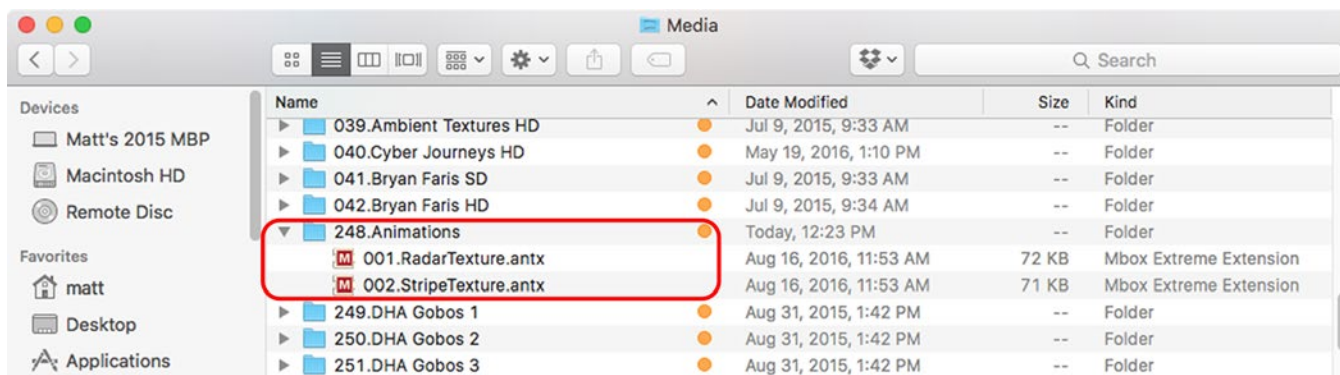 Media
Search
Devices
Matt's 2015 MBP
Macintosh HD
Remote Disc
Favorites
matt
Desktop
Applications
Name Date Modified Size Kind
039.Ambient Textures HD Jul 9, 2015, 9:33 AM -- Folder
040.Cyber Journeys HD May 19, 2016, 1:10 PM -- Folder
041.Bryan Faris SD Jul 9, 2015, 9:33 AM -- Folder
042.Bryan Faris HD Jul 9, 2015, 9:34 AM -- Folder
248.Animations Today, 12:23 PM -- Folder
M 001.RadarTexture.antx Aug 16, 2016, 11:53 AM 72 KB Mbox Extreme Extension
M 002.StripeTexture.antx Aug 16, 2016, 11:53 AM 71 KB Mbox Extreme Extension
249.DHA Gobos 1 Aug 31, 2015, 1:42 PM -- Folder
250.DHA Gobos 2 Aug 31, 2015, 1:42 PM -- Folder
251.DHA Gobos 3 Aug 31, 2015, 1:42 PM -- Folder